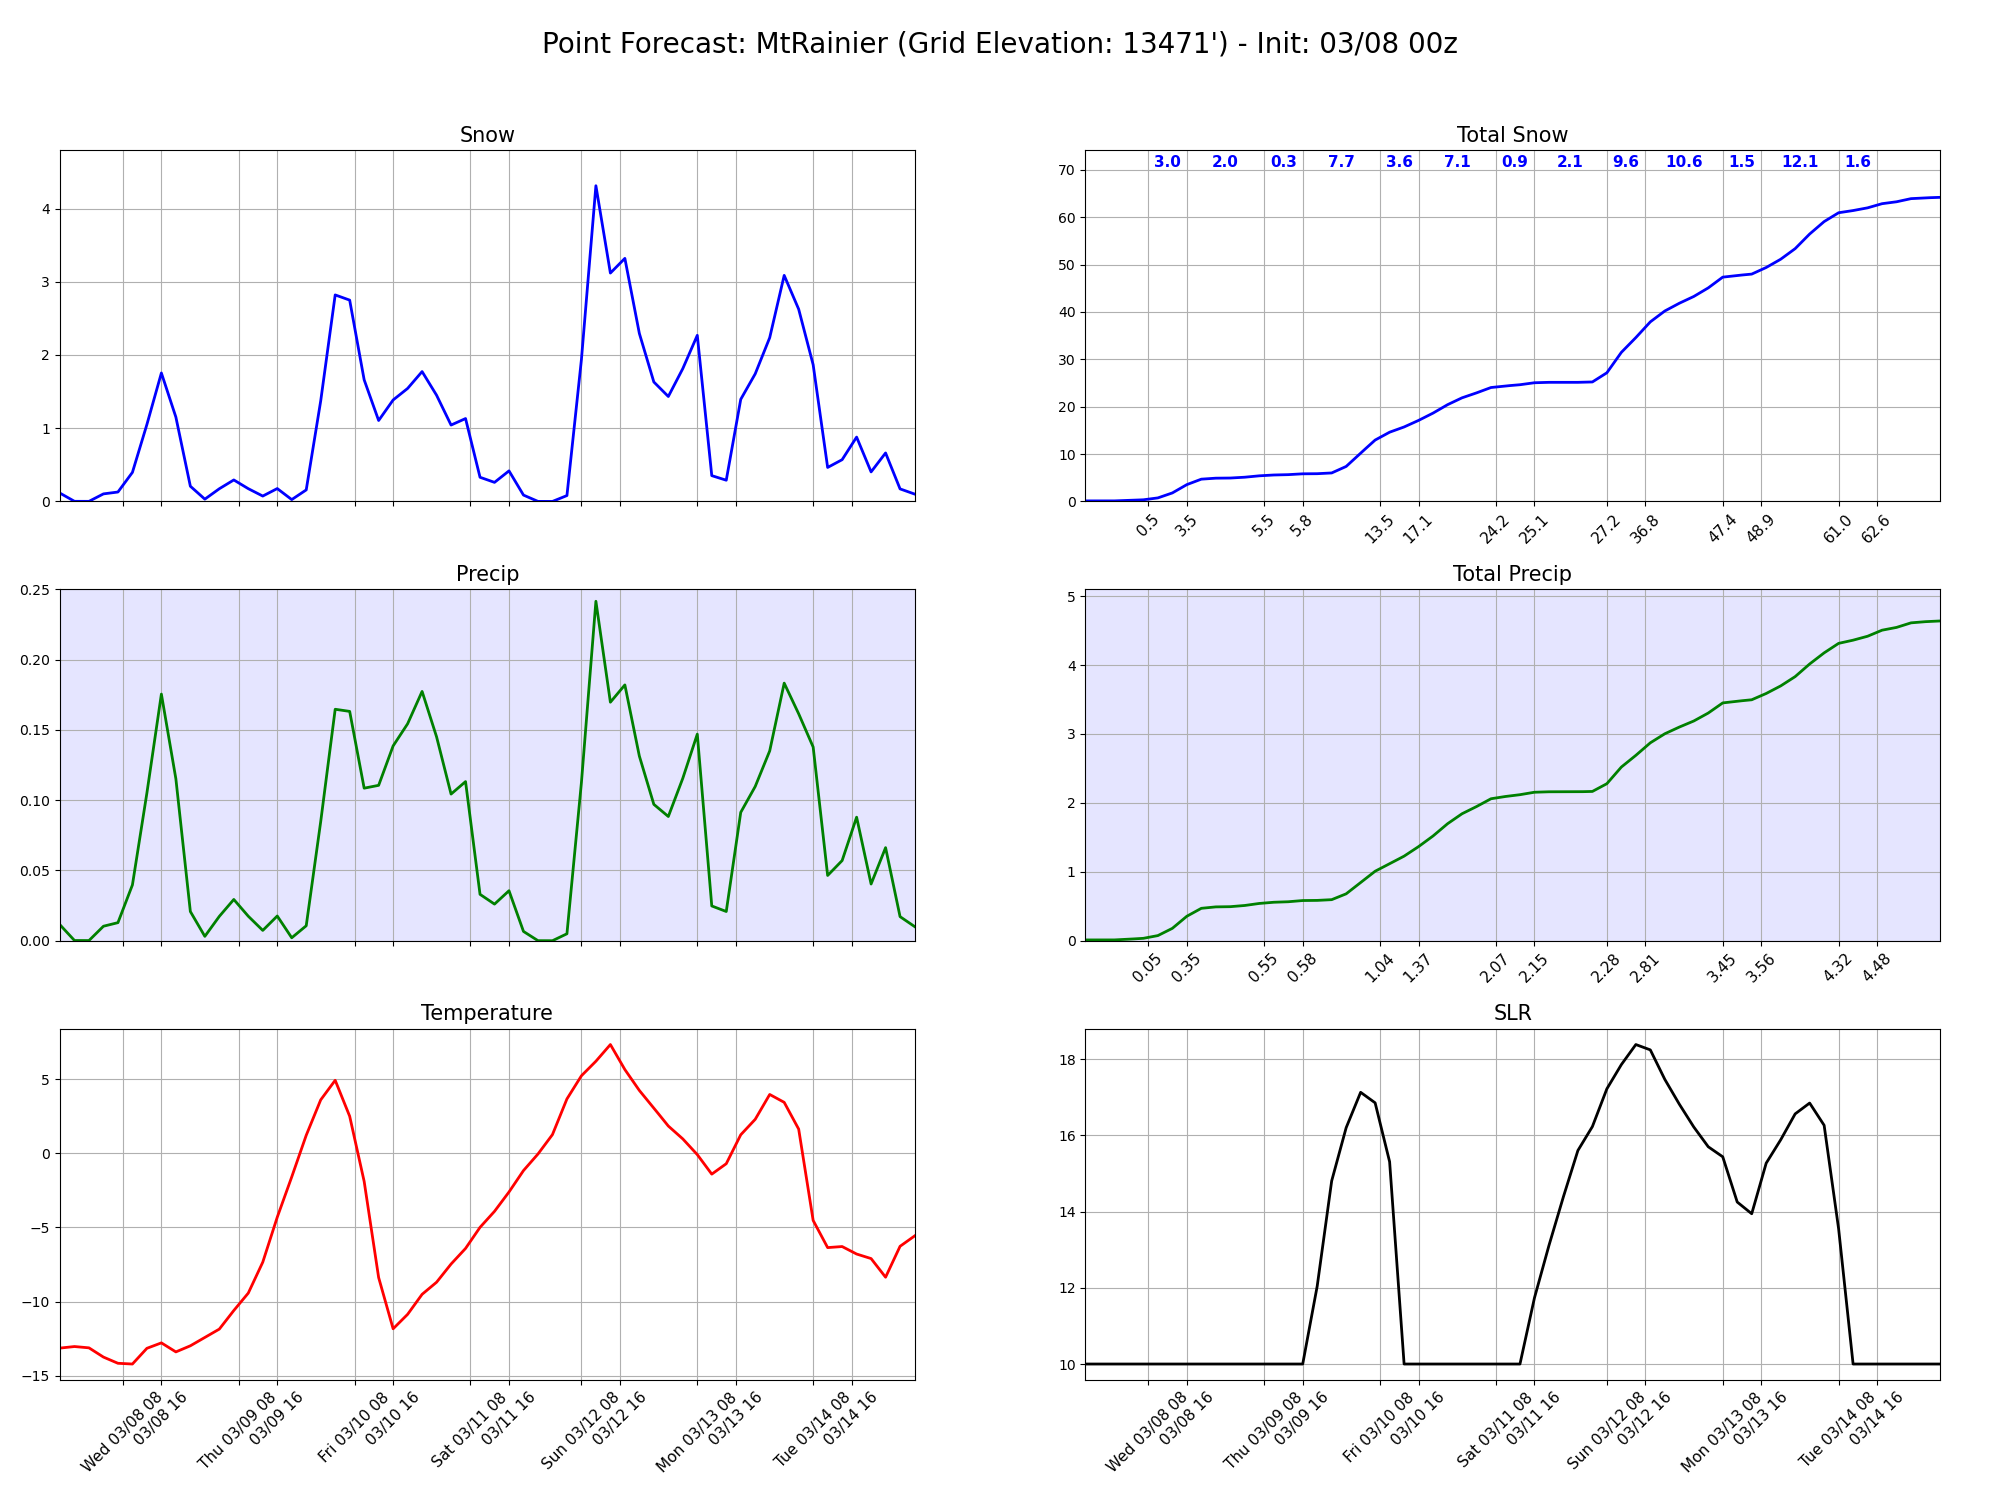 Point Forecast: MtRainier (Grid Elevation: 13471') - Init: 03/08 00z
Snow
4
3
2
1
0
Total Snow
3.0 2.0 0.3 7.7 3.6 7.1 0.9 2.1 9.6 10.6 1.5 12.1 1.6
70
60
50
40
30
20
10
0
0.5 3.5 5.5 5.8 13.5 17.1 24.2 25.1 27.2 36.8 47.4 48.9 61.0 62.6
Precip
0.25
0.20
0.15
0.10
0.05
0.00
Total Precip
5
4
3
2
1
0
0.05 0.35 0.55 0.58 1.04 1.37 2.07 2.15 2.28 2.81 3.45 3.56 4.32 4.48
Temperature
5
0
−5
−10
−15
Wed 03/08 08
03/08 16
Thu 03/09 08
03/09 16
Fri 03/10 08
03/10 16
Sat 03/11 08
03/11 16
Sun 03/12 08
03/12 16
Mon 03/13 08
03/13 16
Tue 03/14 08
03/14 16
SLR
18
16
14
12
10
Wed 03/08 08
03/08 16
Thu 03/09 08
03/09 16
Fri 03/10 08
03/10 16
Sat 03/11 08
03/11 16
Sun 03/12 08
03/12 16
Mon 03/13 08
03/13 16
Tue 03/14 08
03/14 16